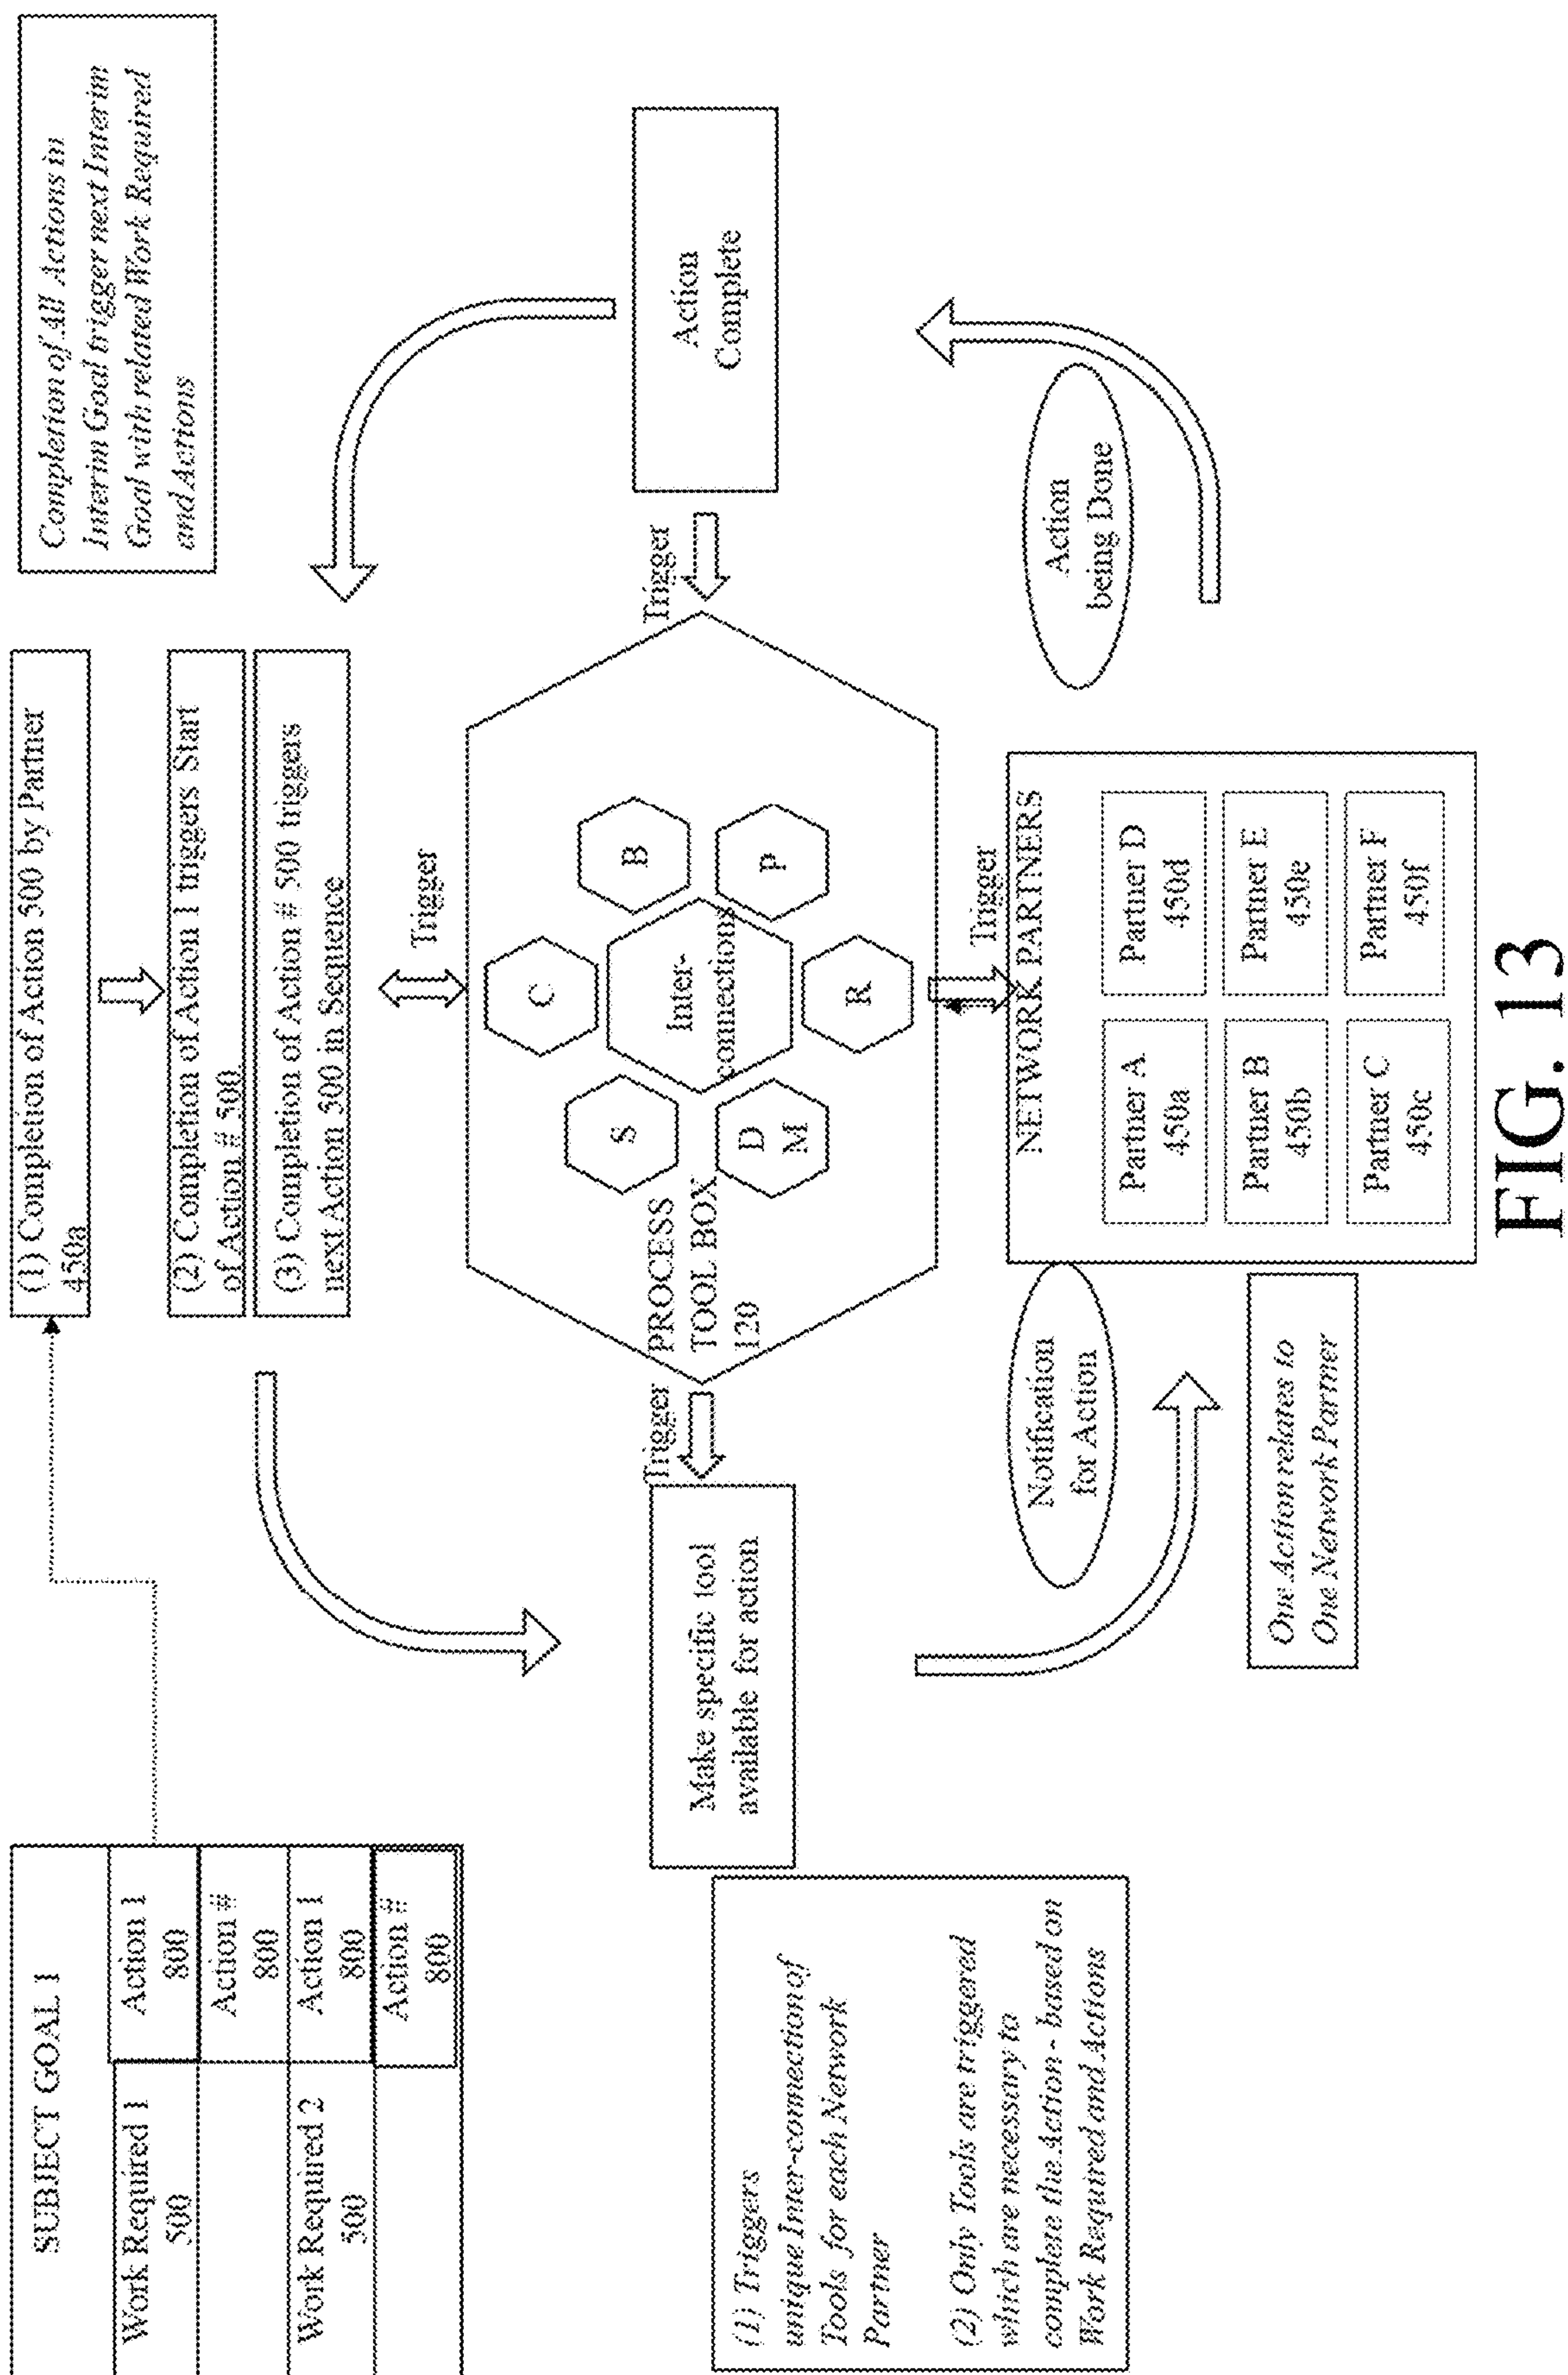 SUBJECT GOAL 1
Work Required 1
500
Action 1
800
Action #
800
Work Required 2
500
Action 1
800
Action #
800
(1) Completion of Action 500 by Partner
450a
(2) Completion of Action 1 triggers Start
of Action # 500
(3) Completion of Action # 500 triggers
next Action 500 in Sequence
Completion of All Actions in
Interim Goal trigger next Interim
Goal with related Work Required
and Actions
Trigger
Make specific tool
available for action
Trigger
PROCESS
TOOL BOX
120
S
C
B
D
M
Inter-
connections
P
R
Trigger
Action
Complete
(1) Triggers
unique Inter-connection of
Tools for each Network
Partner
(2) Only Tools are triggered
which are necessary to
complete the Action - based on
Work Required and Actions
Notification
for Action
Trigger
Action
being Done
One Action relates to
One Network Partner
NETWORK PARTNERS
Partner A
450a
Partner D
450d
Partner B
450b
Partner E
450e
Partner C
450c
Partner F
450f
FIG. 13